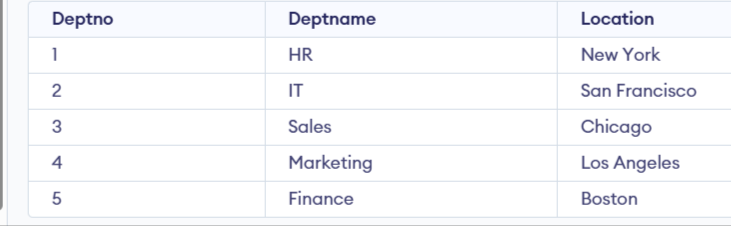 Deptno Deptname Location
1 HR New York
2 IT San Francisco
3 Sales Chicago
4 Marketing Los Angeles
5 Finance Boston